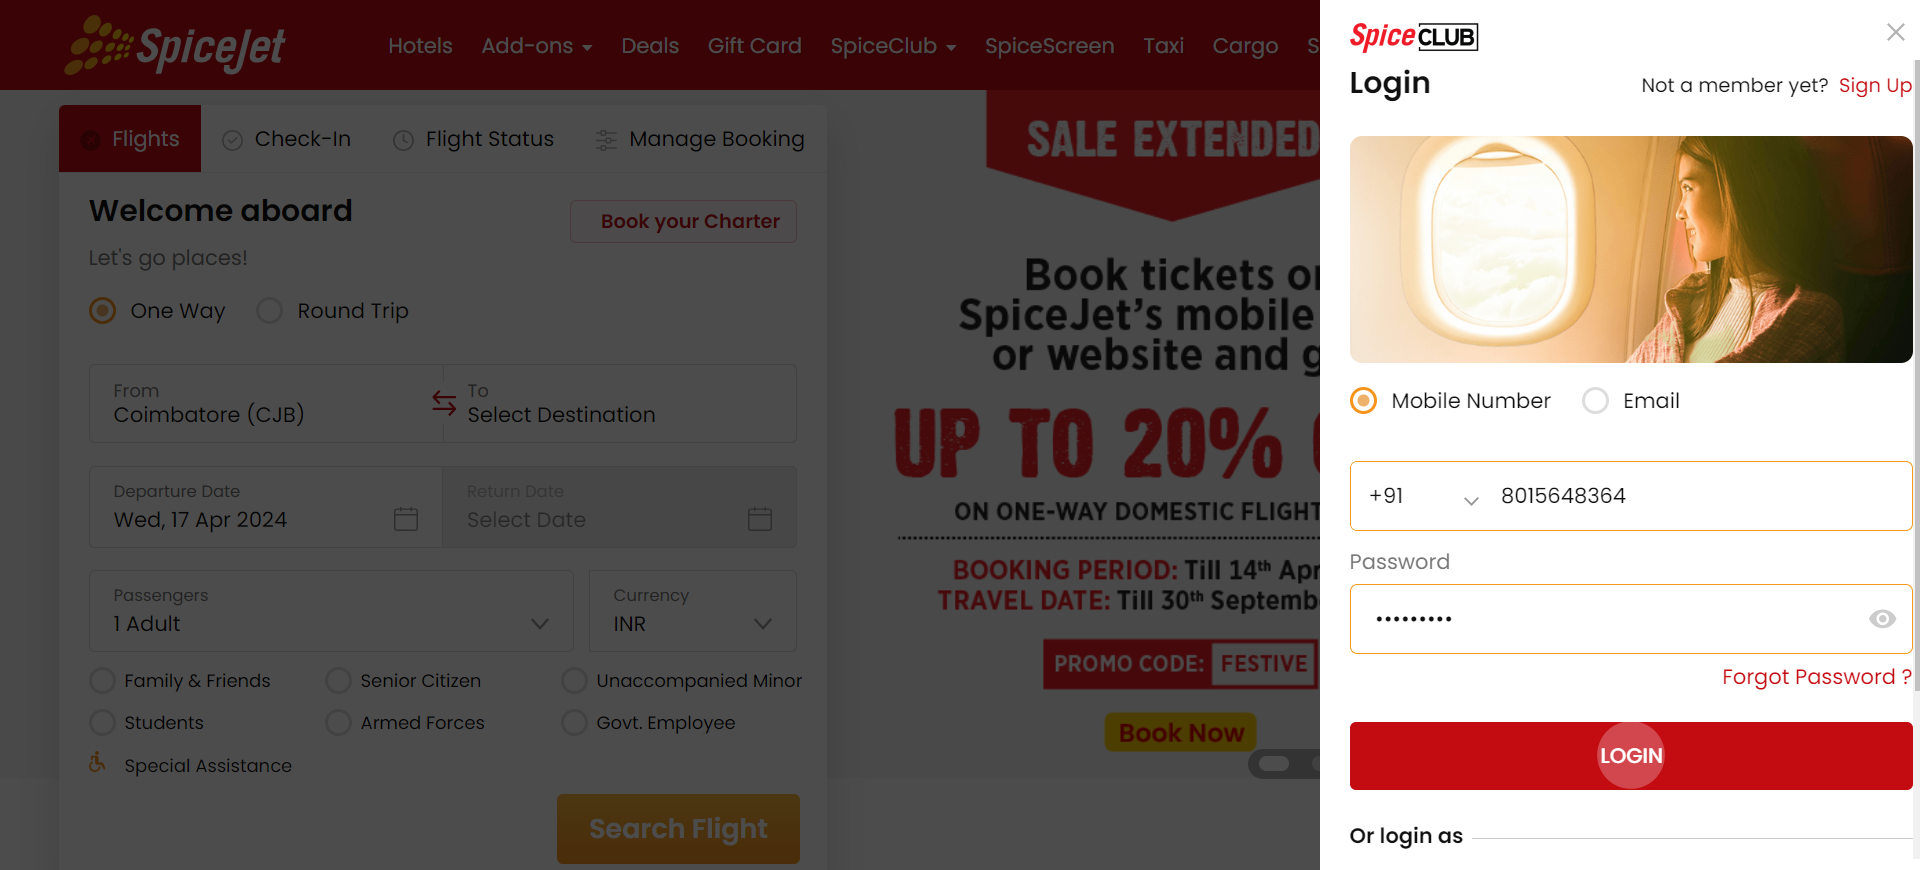 SpiceJet
Hotels Add-ons Deals Gift Card SpiceClub SpiceScreen Taxi Cargo S
Flights Check-In Flight Status Manage Booking
Welcome aboard
Book your Charter
Let's go places!
One Way Round Trip
From
Coimbatore (CJB)
To
Select Destination
Departure Date
Wed, 17 Apr 2024
Return Date
Select Date
Passengers
1 Adult
Currency
INR
Family & Friends Senior Citizen Unaccompanied Minor
Students Armed Forces Govt. Employee
Special Assistance
Search Flight
SALE EXTENDED
Book tickets o
SpiceJet's mobile
or website and g
UP TO 20%
ON ONE-WAY DOMESTIC FLIGHT
BOOKING PERIOD: Till 14th Apr
TRAVEL DATE: Till 30th Septemb
PROMO CODE: FESTIVE
Book Now
Spice CLUB
Login
Not a member yet? Sign Up
Mobile Number Email
+91 8015648364
Password
•••••••••
Forgot Password ?
LOGIN
Or login as